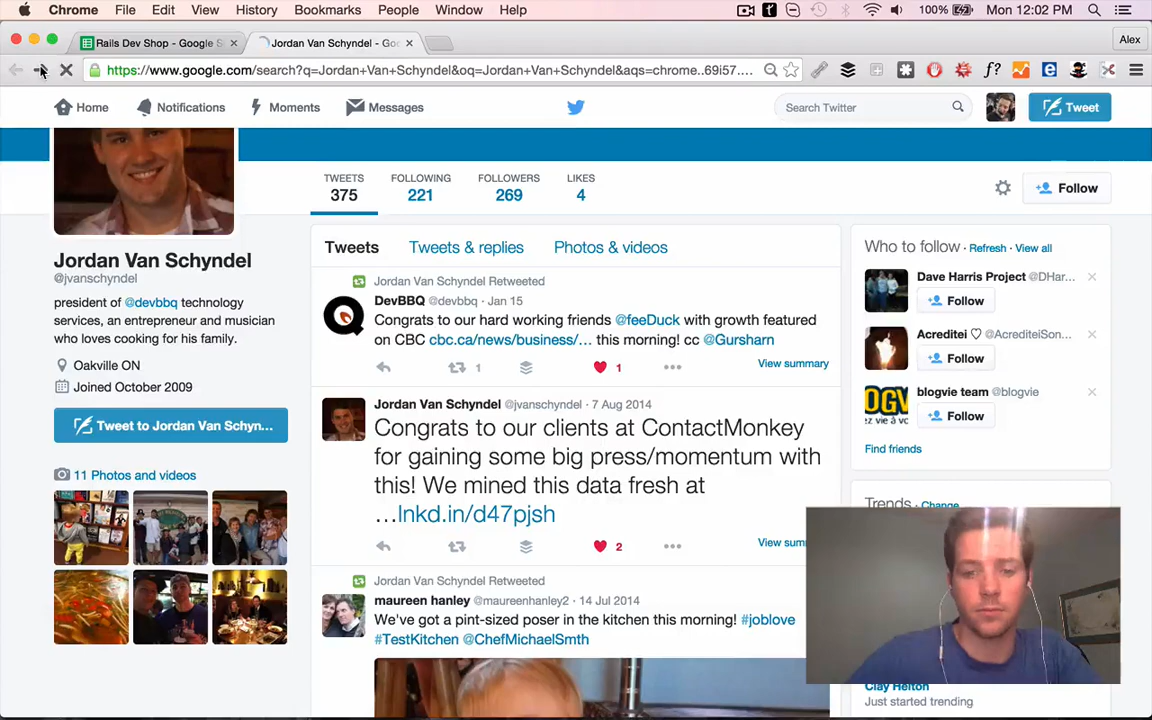 Chrome File Edit View History Bookmarks People Window Help
100% Mon 12:02 PM
Rails Dev Shop - Google S
Jordan Van Schyndel - Goo
Alex
https://www.google.com/search?q=Jordan+Van+Schyndel&oq=Jordan+Van+Schyndel&aqs=chrome..69i57....
Home Notifications Moments Messages
Search Twitter
Tweet
TWEETS FOLLOWING FOLLOWERS LIKES
375 221 269 4
Follow
Jordan Van Schyndel
@jvanschyndel
president of @devbbq technology
services, an entrepreneur and musician
who loves cooking for his family.
Oakville ON
Joined October 2009
Tweet to Jordan Van Schyn...
11 Photos and videos
Tweets Tweets & replies Photos & videos
Jordan Van Schyndel Retweeted
DevBBQ @devbbq · Jan 15
Congrats to our hard working friends @feeDuck with growth featured
on CBC cbc.ca/news/business/... this morning! cc @Gursharn
1 1
View summary
Jordan Van Schyndel @jvanschyndel · 7 Aug 2014
Congrats to our clients at ContactMonkey
for gaining some big press/momentum with
this! We mined this data fresh at
...lnkd.in/d47pjsh
2
View sum
Jordan Van Schyndel Retweeted
maureen hanley @maureenhanley2 · 14 Jul 2014
We've got a pint-sized poser in the kitchen this morning! #joblove
#TestKitchen @ChefMichaelSmth
Who to follow · Refresh · View all
Dave Harris Project @DHar...
Follow
Acreditei ♡ @AcrediteiSon...
Follow
blogvie team @blogvie
Follow
Find friends
Trends · Change
Clay Helton
Just started trending